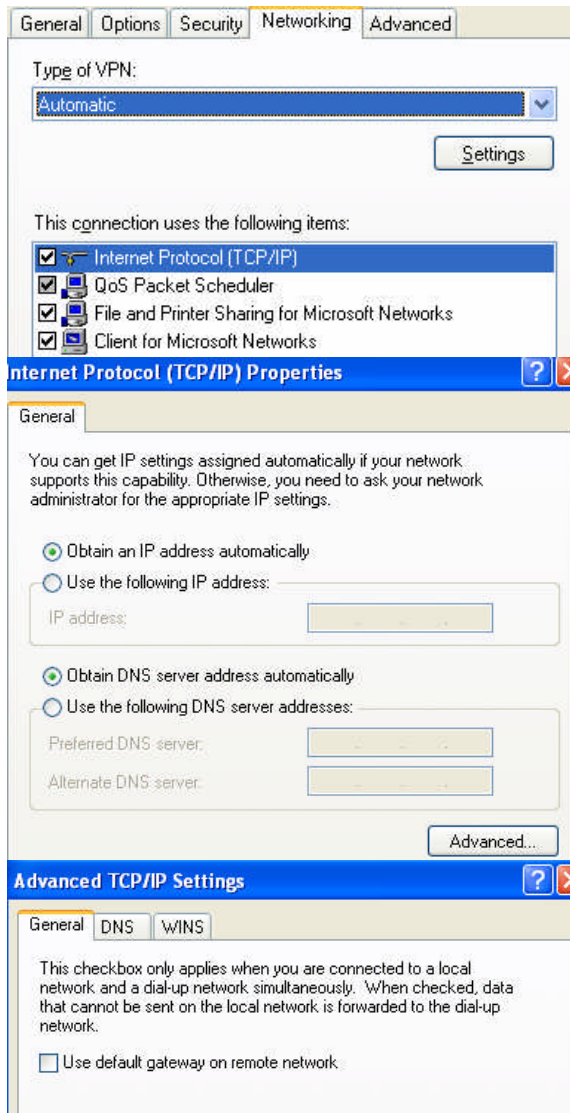 General Options Security Networking Advanced
Type of VPN:
Automatic
Settings
This connection uses the following items:
Internet Protocol (TCP/IP)
QoS Packet Scheduler
File and Printer Sharing for Microsoft Networks
Client for Microsoft Networks
Internet Protocol (TCP/IP) Properties
General
You can get IP settings assigned automatically if your network
supports this capability. Otherwise, you need to ask your network
administrator for the appropriate IP settings.
Obtain an IP address automatically
Use the following IP address:
IP address:
Obtain DNS server address automatically
Use the following DNS server addresses:
Preferred DNS server:
Alternate DNS server:
Advanced...
Advanced TCP/IP Settings
General DNS WINS
This checkbox only applies when you are connected to a local
network and a dial-up network simultaneously. When checked, data
that cannot be sent on the local network is forwarded to the dial-up
network.
Use default gateway on remote network